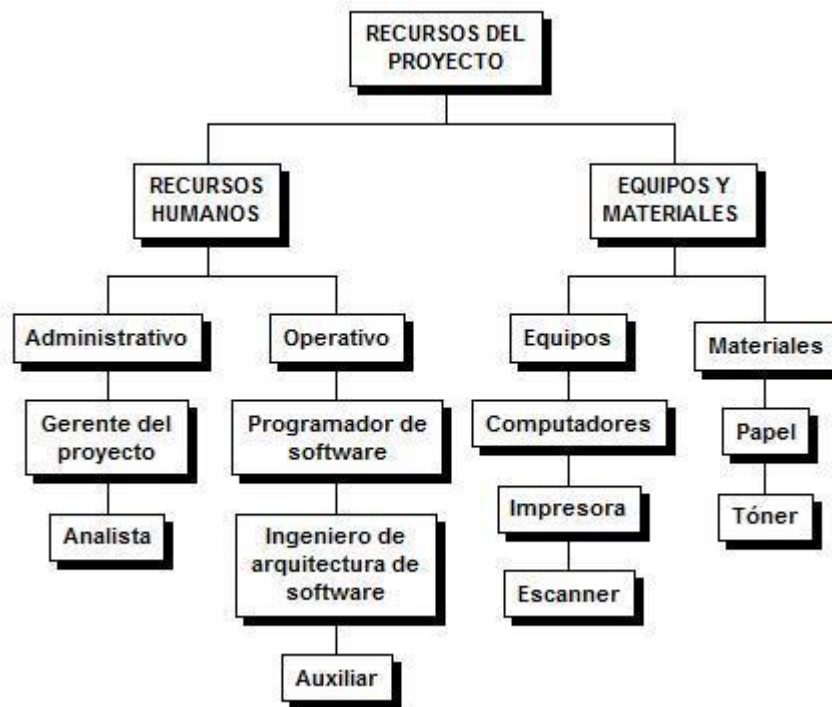 RECURSOS DEL
PROYECTO
RECURSOS
HUMANOS
EQUIPOS Y
MATERIALES
Administrativo
Operativo
Equipos
Materiales
Gerente del
proyecto
Programador de
software
Computadores
Papel
Analista
Ingeniero de
arquitectura de
software
Impresora
Tóner
Escanner
Auxiliar